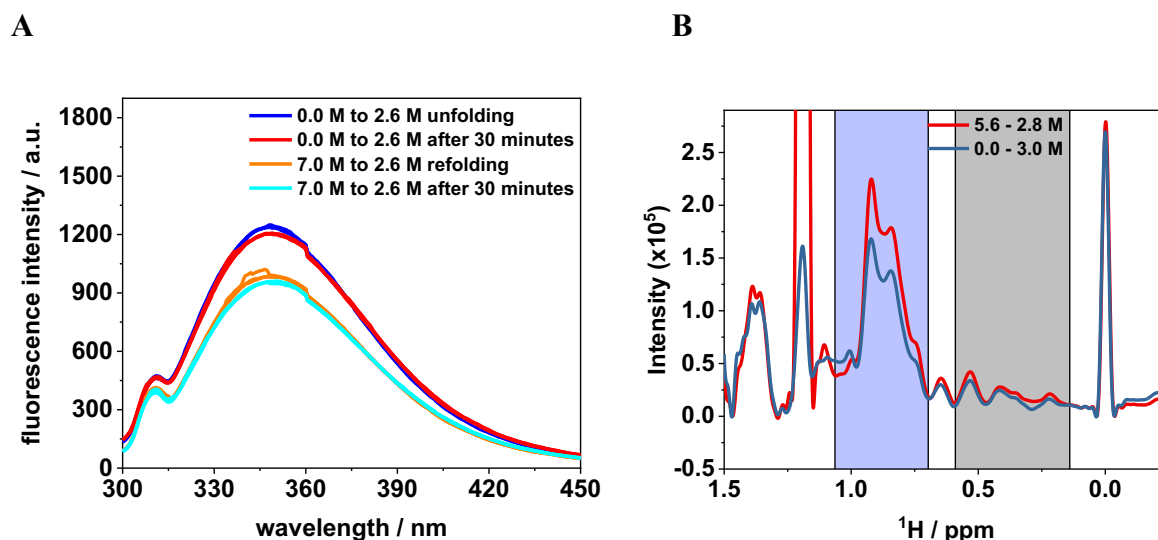 A
B
fluorescence intensity / a.u.
1800
1500
1200
900
600
300
0
300
330
360
390
420
450
wavelength / nm
0.0 M to 2.6 M unfolding
0.0 M to 2.6 M after 30 minutes
7.0 M to 2.6 M refolding
7.0 M to 2.6 M after 30 minutes
Intensity (x10⁵)
2.5
2.0
1.5
1.0
0.5
0.0
-0.5
1.5
1.0
0.5
0.0
¹H / ppm
5.6 - 2.8 M
0.0 - 3.0 M